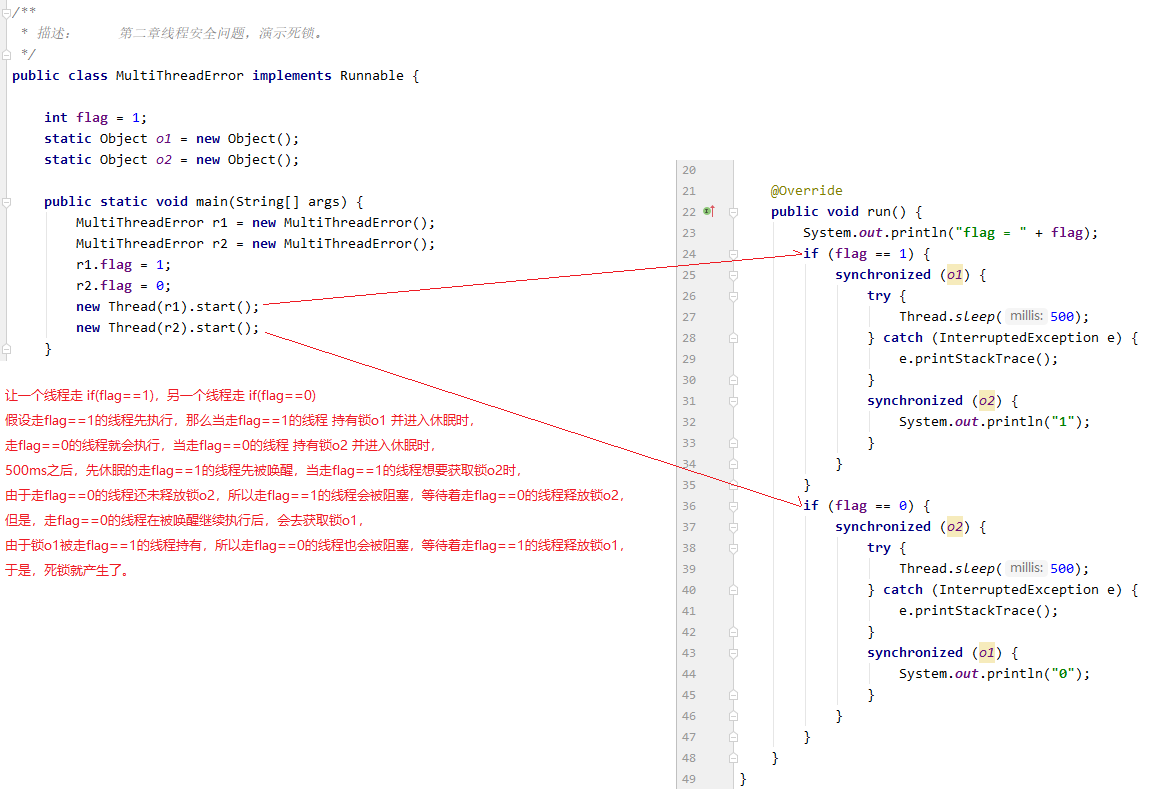 /**
 * 描述:      第二章线程安全问题，演示死锁。
 */
public class MultiThreadError implements Runnable {
    int flag = 1;
    static Object o1 = new Object();
    static Object o2 = new Object();
    public static void main(String[] args) {
        MultiThreadError r1 = new MultiThreadError();
        MultiThreadError r2 = new MultiThreadError();
        r1.flag = 1;
        r2.flag = 0;
        new Thread(r1).start();
        new Thread(r2).start();
    }
让一个线程走 if(flag==1)，另一个线程走 if(flag==0)
假设走flag==1的线程先执行，那么当走flag==1的线程 持有锁o1 并进入休眠时，
走flag==0的线程就会执行，当走flag==0的线程 持有锁o2 并进入休眠时，
500ms之后，先休眠的走flag==1的线程先被唤醒，当走flag==1的线程想要获取锁o2时，
由于走flag==0的线程还未释放锁o2，所以走flag==1的线程会被阻塞，等待着走flag==0的线程释放锁o2，
但是，走flag==0的线程在被唤醒继续执行后，会去获取锁o1，
由于锁o1被走flag==1的线程持有，所以走flag==0的线程也会被阻塞，等待着走flag==1的线程释放锁o1，
于是，死锁就产生了。
20
21    @Override
22    public void run() {
23        System.out.println("flag = " + flag);
24        if (flag == 1) {
25            synchronized (o1) {
26                try {
27                    Thread.sleep( millis: 500);
28                } catch (InterruptedException e) {
29                    e.printStackTrace();
30                }
31                synchronized (o2) {
32                    System.out.println("1");
33                }
34            }
35        }
36        if (flag == 0) {
37            synchronized (o2) {
38                try {
39                    Thread.sleep( millis: 500);
40                } catch (InterruptedException e) {
41                    e.printStackTrace();
42                }
43                synchronized (o1) {
44                    System.out.println("0");
45                }
46            }
47        }
48    }
49 }